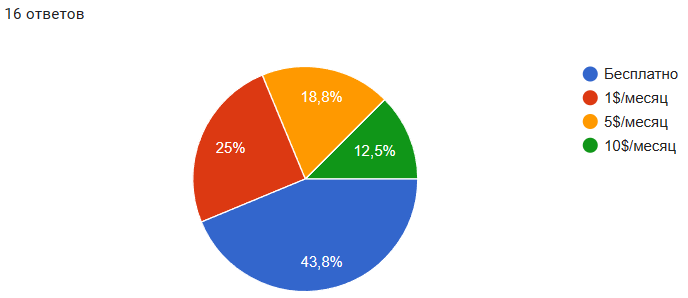 16 ответов
Бесплатно
1$/месяц
5$/месяц
10$/месяц
18,8%
25%
12,5%
43,8%